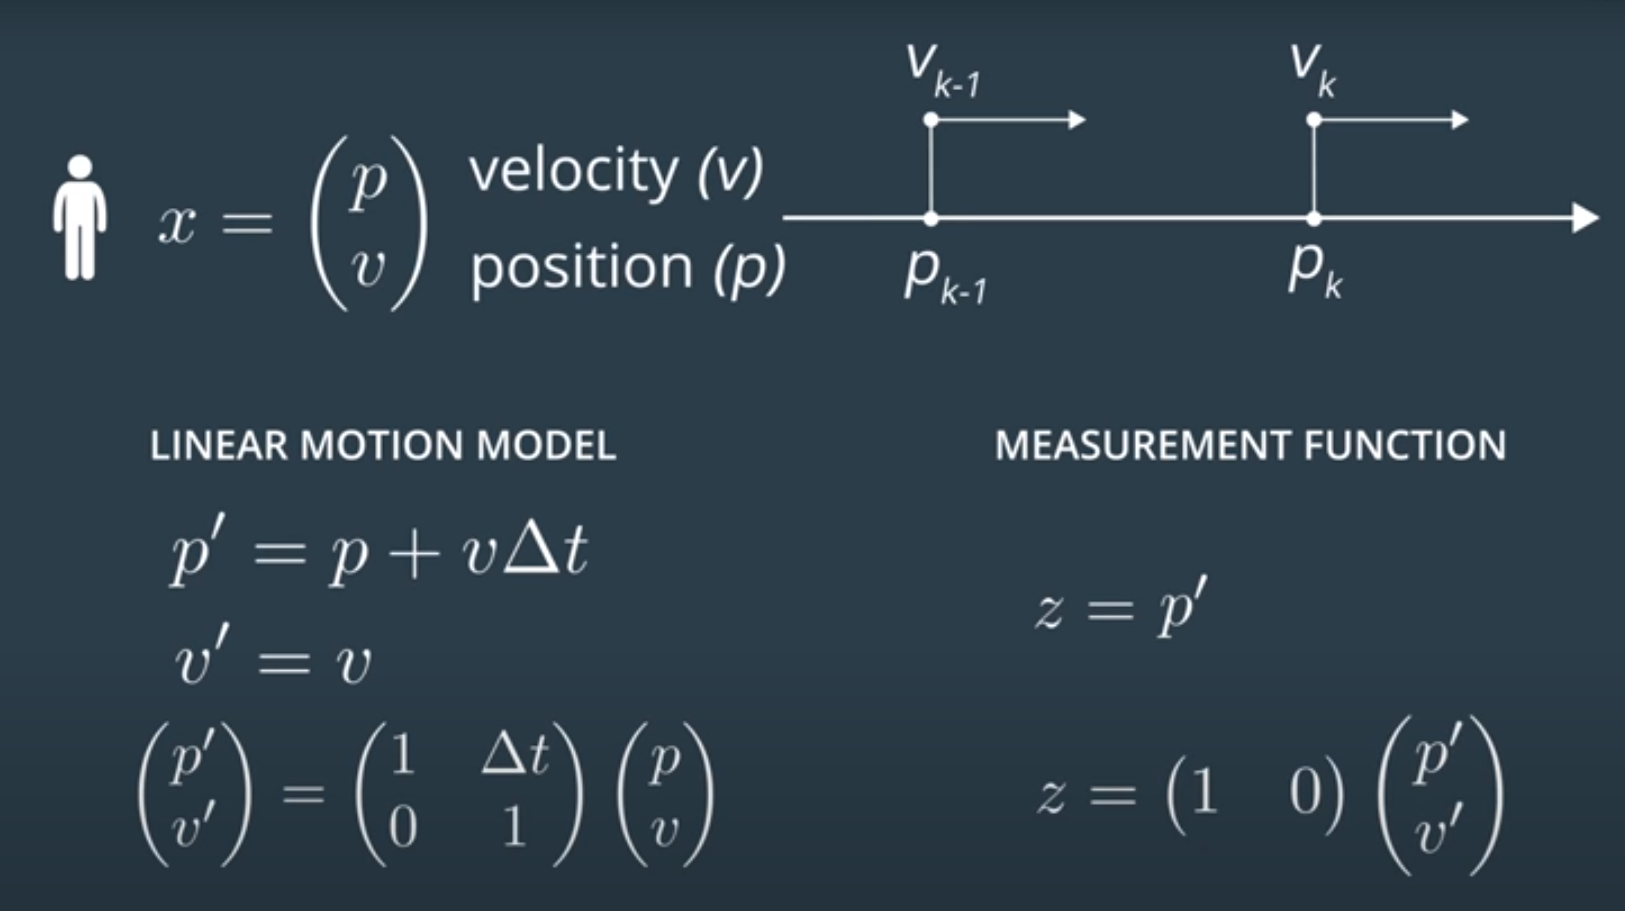 v_{k-1}
v_k
x = \begin{pmatrix} p \\ v \end{pmatrix}
velocity (v)
position (p)
p_{k-1}
p_k
LINEAR MOTION MODEL
p' = p + v\Delta t
v' = v
\begin{pmatrix} p' \\ v' \end{pmatrix} = \begin{pmatrix} 1 & \Delta t \\ 0 & 1 \end{pmatrix} \begin{pmatrix} p \\ v \end{pmatrix}
MEASUREMENT FUNCTION
z = p'
z = \begin{pmatrix} 1 & 0 \end{pmatrix} \begin{pmatrix} p' \\ v' \end{pmatrix}